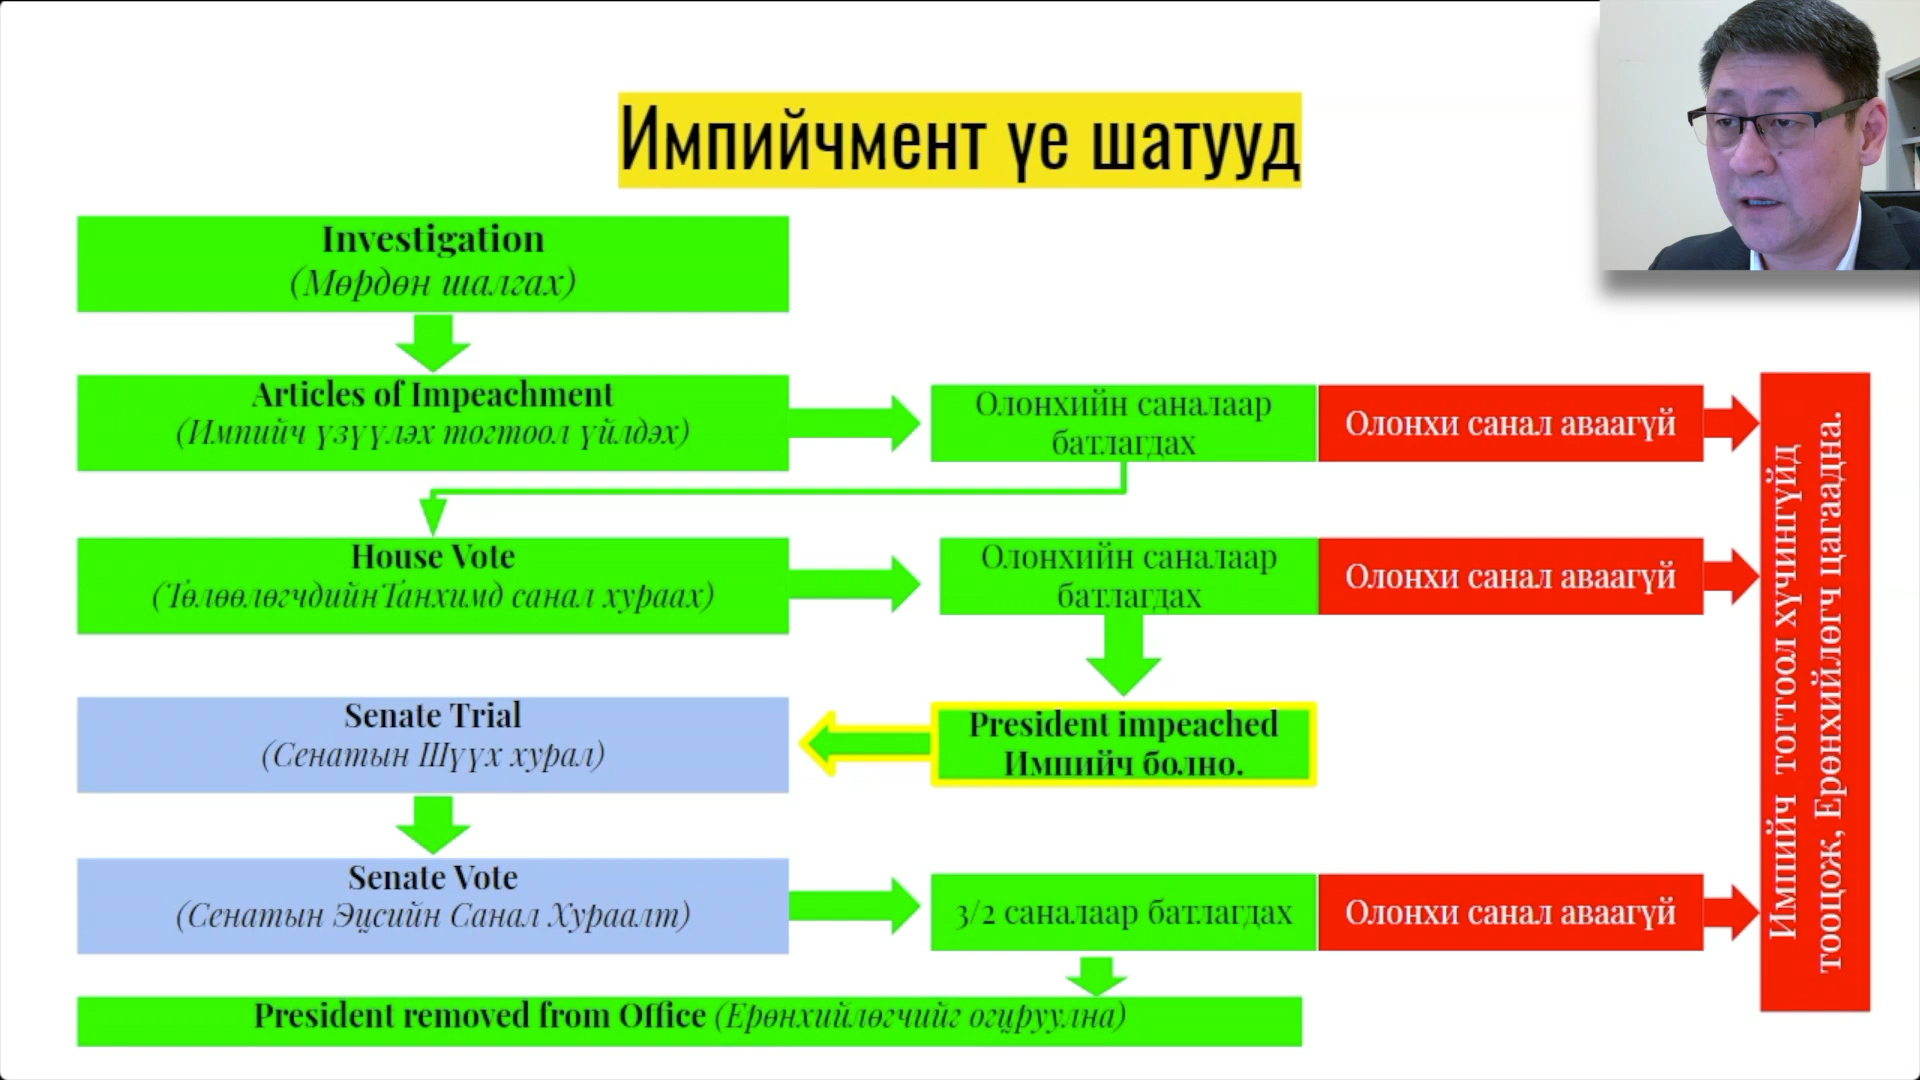 Импийчмент үе шатууд
Investigation
(Мөрдөн шалгах)
Articles of Impeachment
(Импийч үзүүлэх тогтоол үйлдэх)
Олонхийн саналаар
батлагдах
Олонхи санал аваагүй
House Vote
(ТөлөөлөгчдийнТанхимд санал хураах)
Олонхийн саналаар
батлагдах
Олонхи санал аваагүй
Senate Trial
(Сенатын Шүүх хурал)
President impeached
Импийч болно.
Senate Vote
(Сенатын Эцсийн Санал Хураалт)
3/2 саналаар батлагдах
Олонхи санал аваагүй
President removed from Office (Ерөнхийлөгчийг огцруулна)
Импийч тогтоол хүчингүйд
тооцож, Ерөнхийлөгч цагаадна.